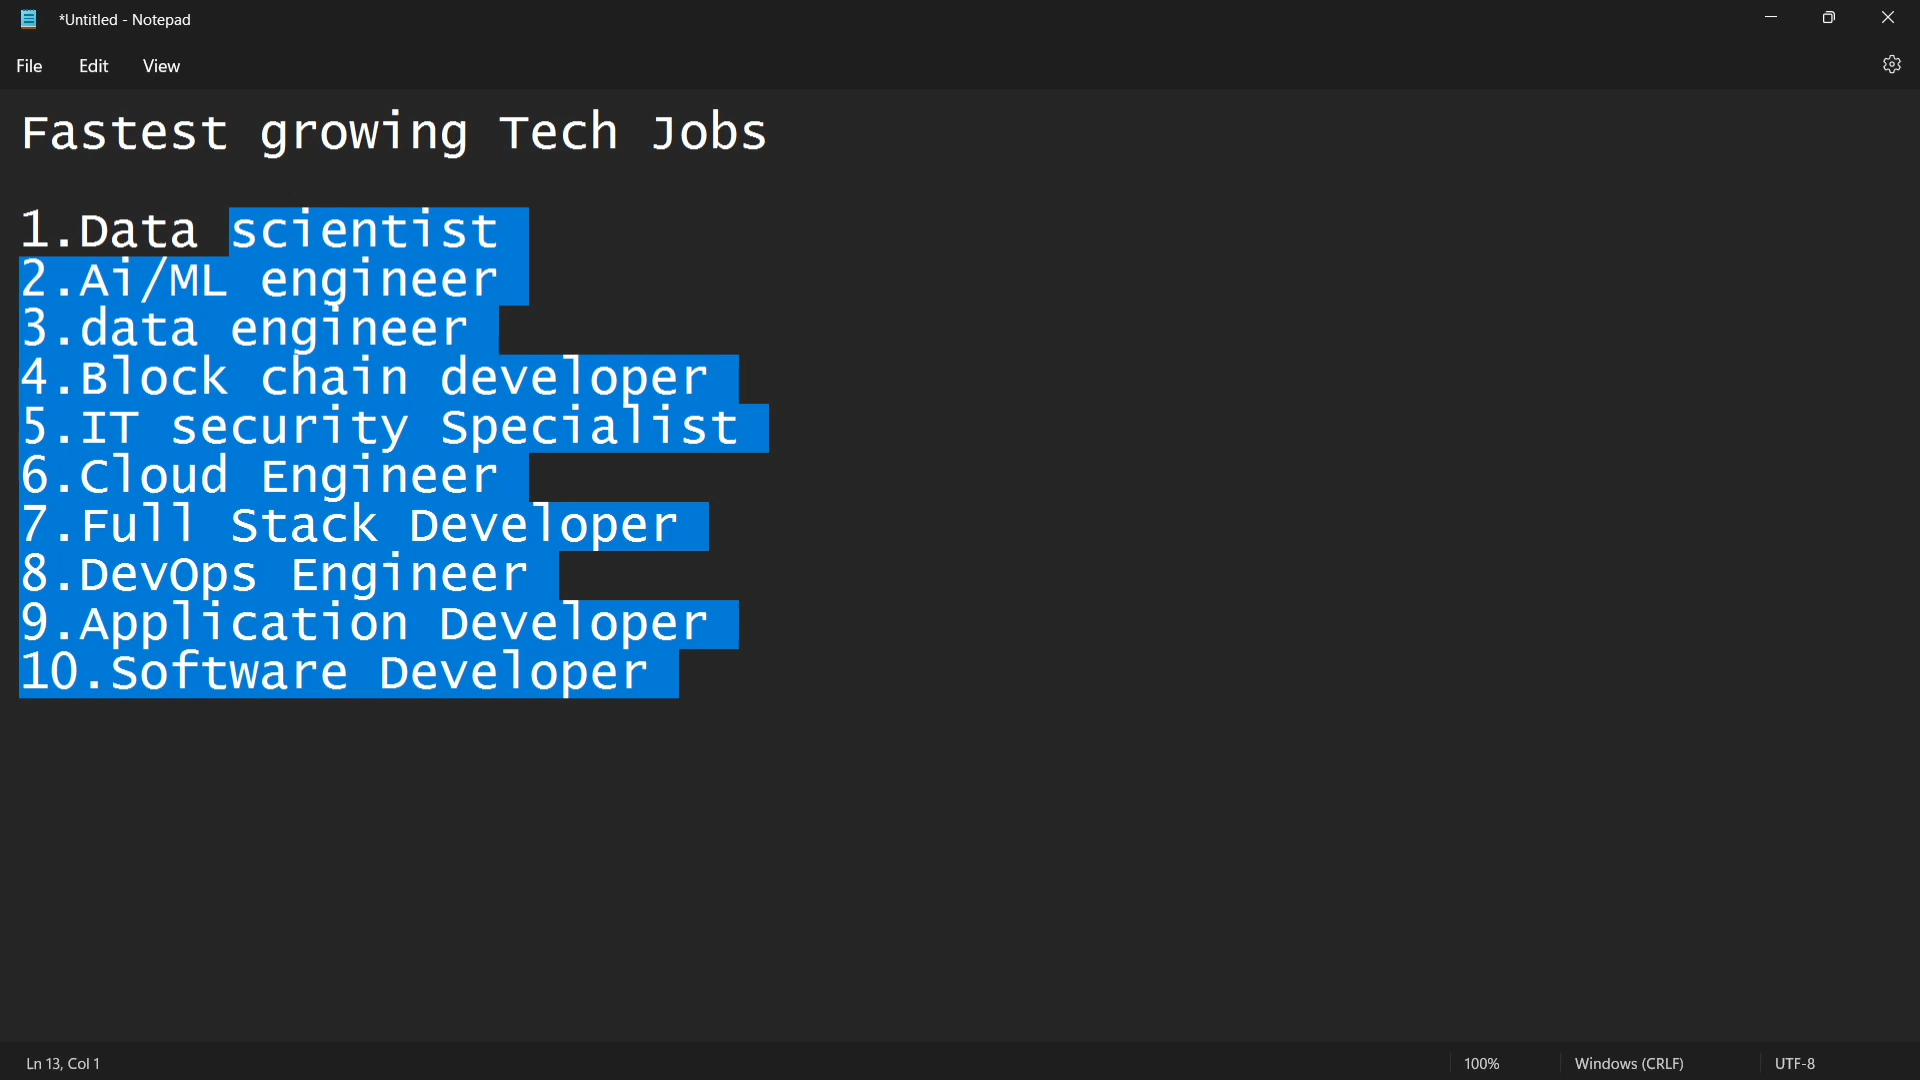 *Untitled - Notepad
File Edit View
Fastest growing Tech Jobs
1.Data scientist
2.Ai/ML engineer
3.data engineer
4.Block chain developer
5.IT security Specialist
6.Cloud Engineer
7.Full Stack Developer
8.DevOps Engineer
9.Application Developer
10.Software Developer
Ln 13, Col 1 100% Windows (CRLF) UTF-8